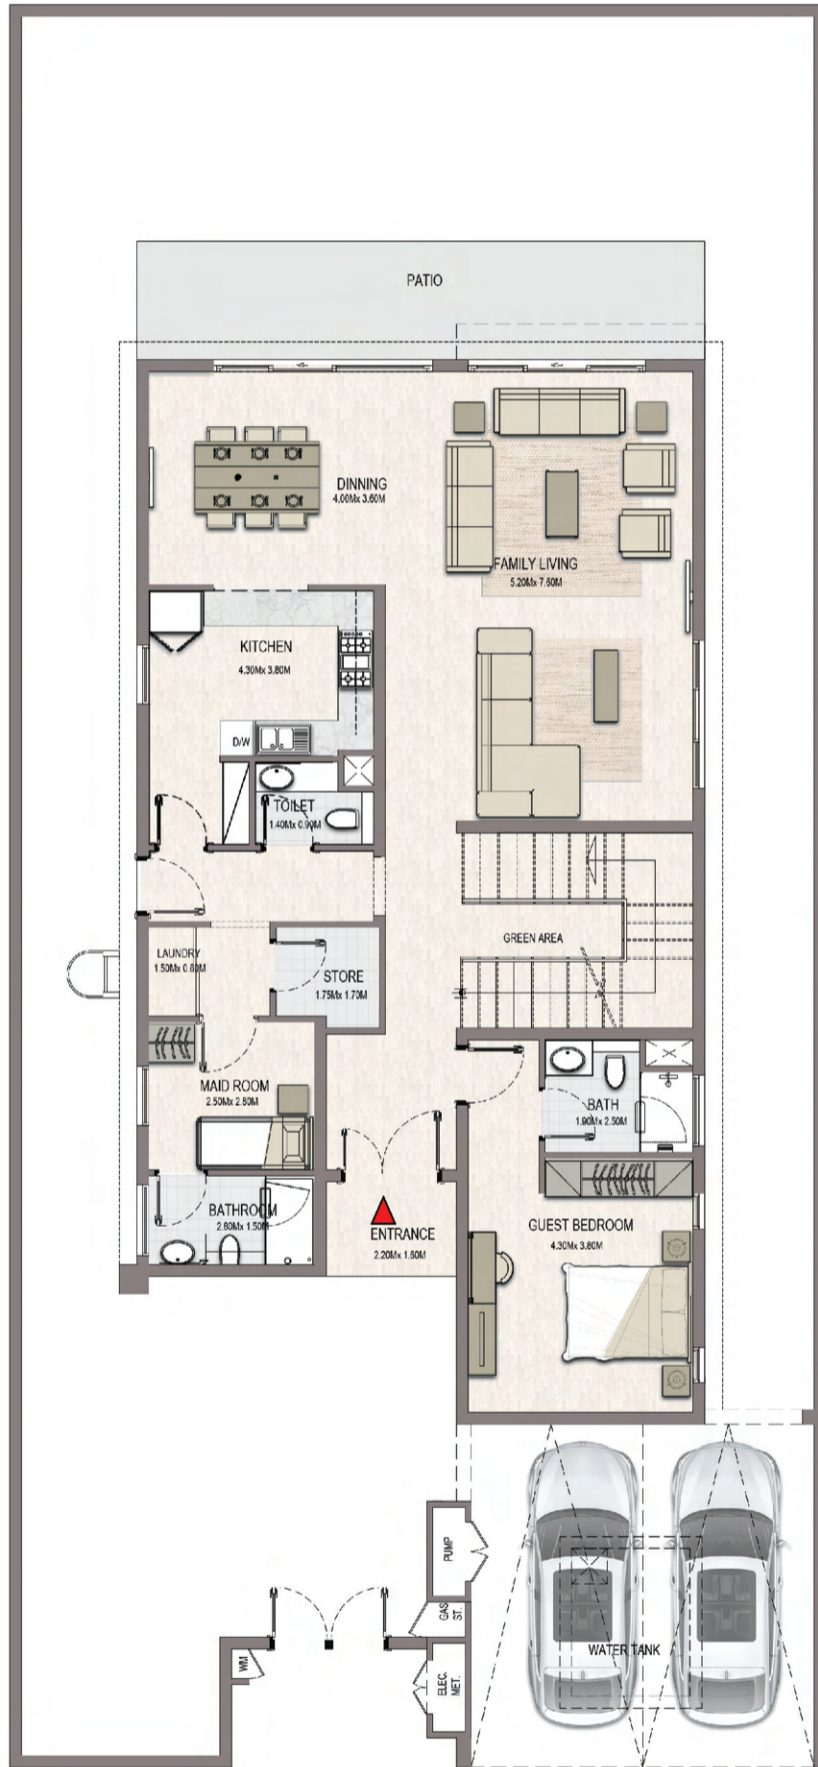 PATIO
DINNING
4.00Mx 3.60M
FAMILY LIVING
5.20Mx 7.60M
KITCHEN
4.30Mx 3.80M
D/W
TOILET
1.40Mx 0.90M
GREEN AREA
LAUNDRY
1.50Mx 0.80M
STORE
1.75Mx 1.70M
MAID ROOM
2.50Mx 2.80M
BATH
1.90Mx 2.50M
BATHROOM
2.80Mx 1.50M
ENTRANCE
2.20Mx 1.60M
GUEST BEDROOM
4.30Mx 3.80M
PUMP
GAS
ST.
WATER TANK
WM
ELEC.
MET.